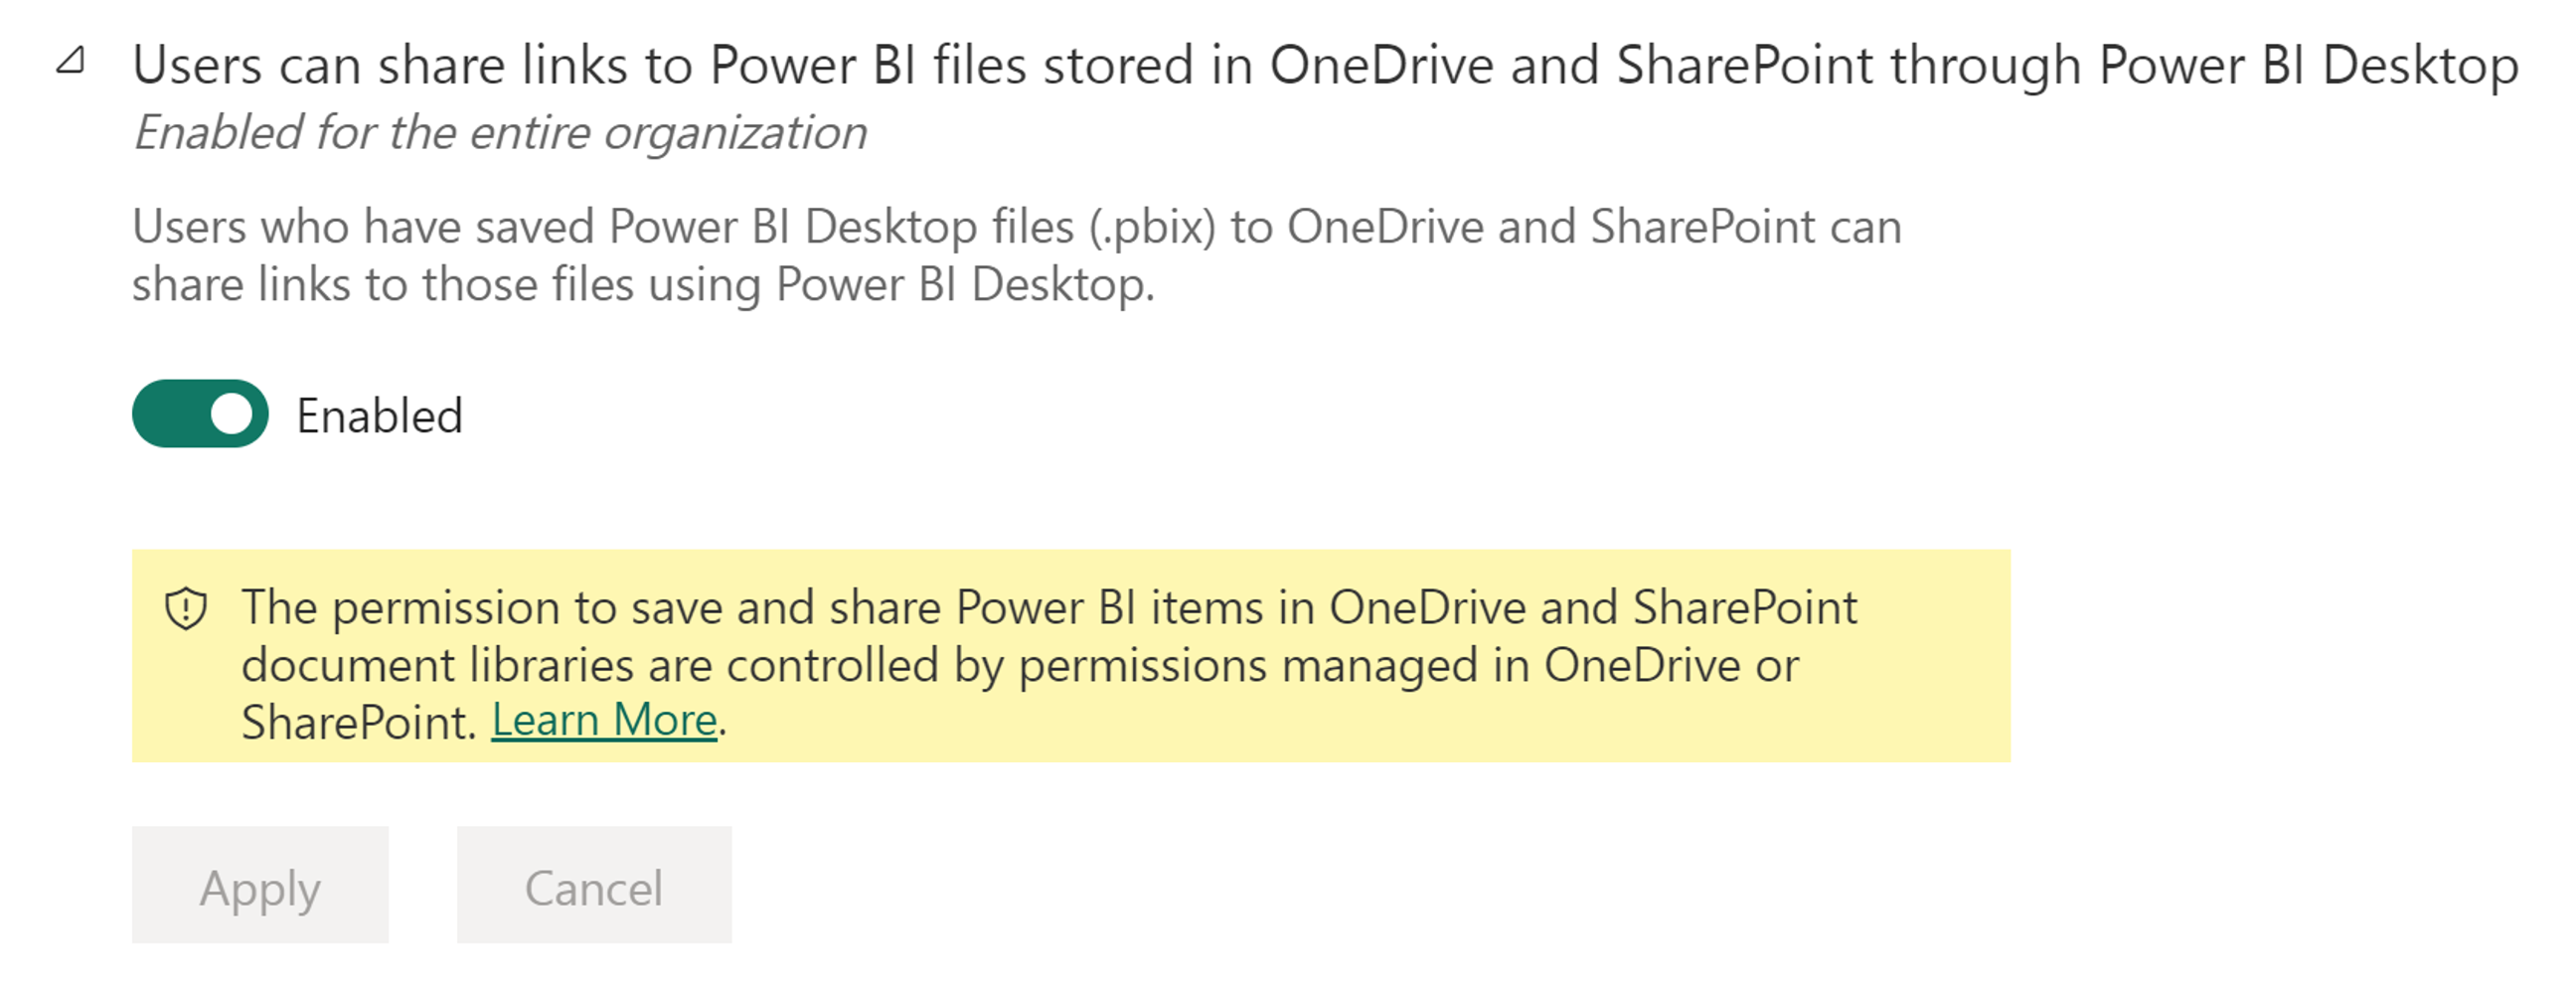 Users can share links to Power BI files stored in OneDrive and SharePoint through Power BI Desktop
Enabled for the entire organization
Users who have saved Power BI Desktop files (.pbix) to OneDrive and SharePoint can
share links to those files using Power BI Desktop.
Enabled
The permission to save and share Power BI items in OneDrive and SharePoint
document libraries are controlled by permissions managed in OneDrive or
SharePoint. Learn More.
Apply Cancel